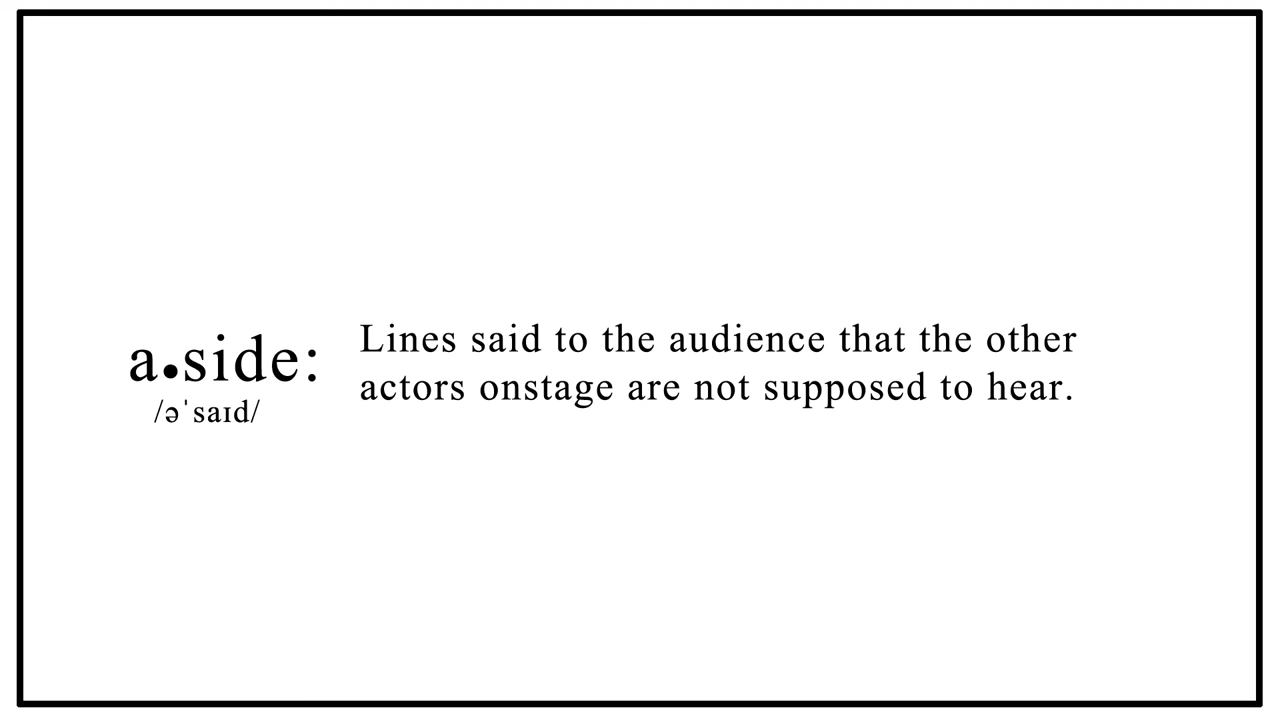 a•side:
/əˈsaɪd/
Lines said to the audience that the other
actors onstage are not supposed to hear.